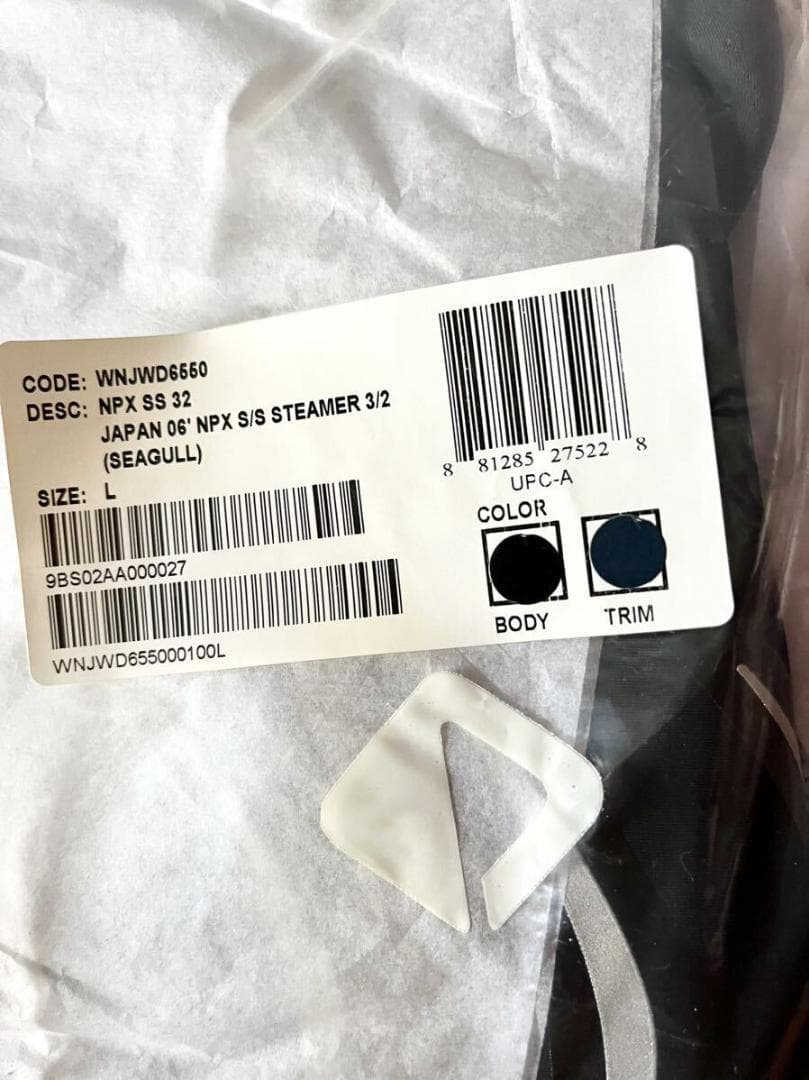 CODE: WNJWD6550
DESC: NPX SS 32
JAPAN 06' NPX S/S STEAMER 3/2
(SEAGULL)
SIZE: L
9BS02AA000027
WNJWD655000100L
8 81285 27522 8
UPC-A
COLOR
BODY
TRIM